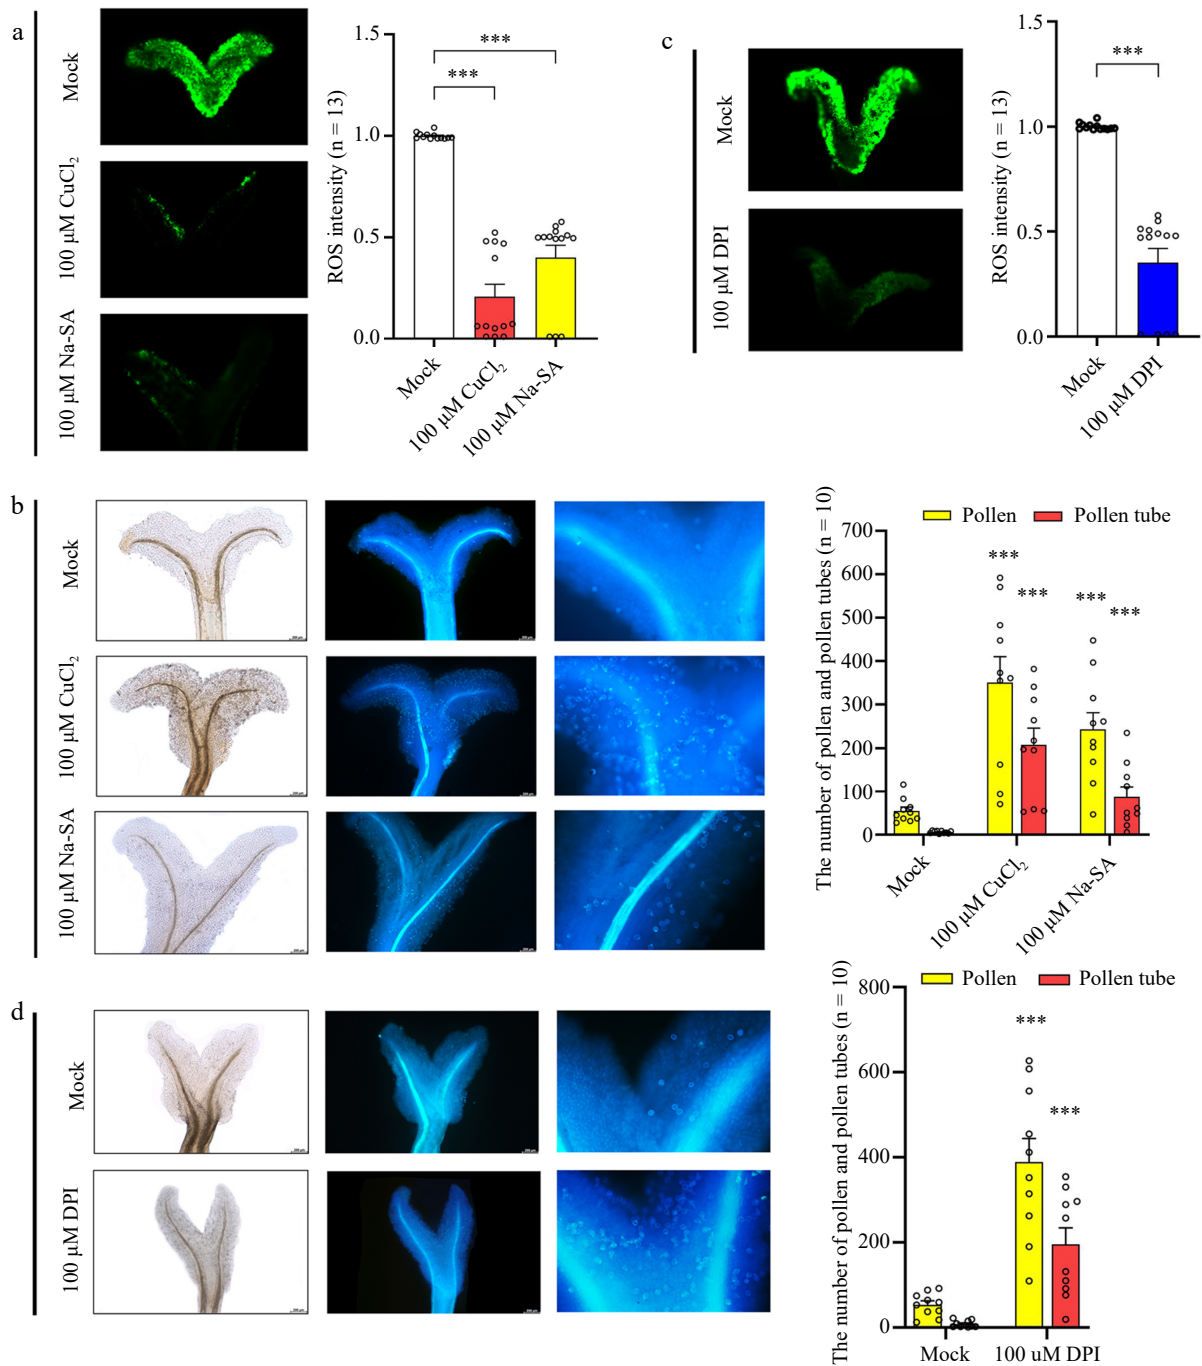 a
Mock
100 μM CuCl2
100 μM Na-SA
ROS intensity (n = 13)
1.5
1.0
0.5
0.0
***
***
Mock
100 μM CuCl2
100 μM Na-SA
c
Mock
100 μM DPI
ROS intensity (n = 13)
1.5
1.0
0.5
0.0
***
Mock
100 μM DPI
b
Mock
100 μM CuCl2
100 μM Na-SA
The number of pollen and pollen tubes (n = 10)
Pollen
Pollen tube
700
600
500
400
300
200
100
0
***
***
***
***
Mock
100 μM CuCl2
100 μM Na-SA
d
Mock
100 μM DPI
The number of pollen and pollen tubes (n = 10)
Pollen
Pollen tube
800
600
400
200
0
***
***
Mock
100 uM DPI